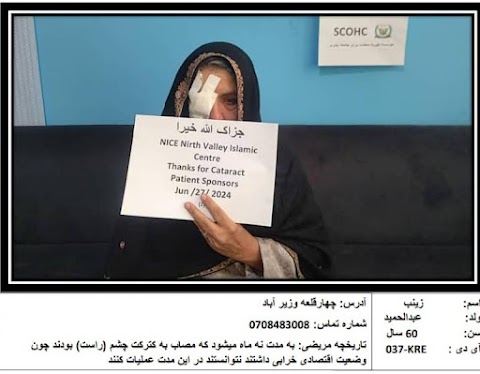 SCOHC
جزاک الله خیرا
NICE Nirth Valley Islamic
Centre
Thanks for Cataract
Patient Sponsors
Jun /27/ 2024
اسم: زینب
ولد: عبدالحمید
سن: 60 سال
آی دی : 037-KRE
آدرس: چهارقلعه وزیر آباد
شماره تماس: 0708483008
تاریخچه مریضی: به مدت نه ماه میشود که مصاب به کترکت چشم (راست) بودند چون
وضعیت اقتصادی خرابی داشتند نتوانستند در این مدت عملیات کنند